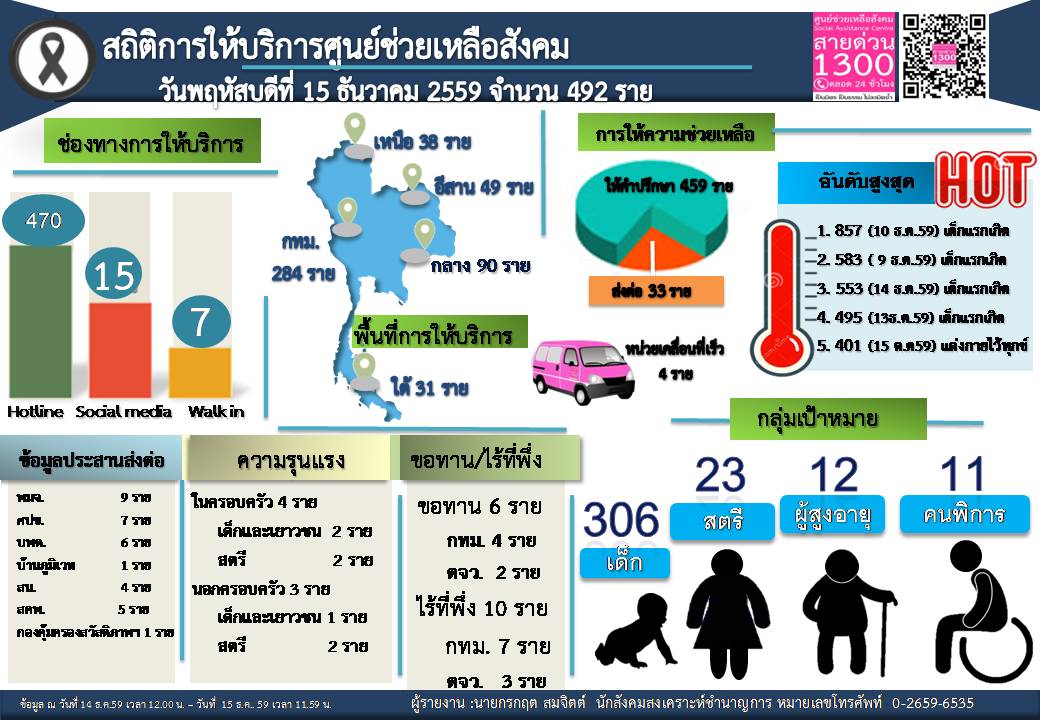 สถิติการให้บริการศูนย์ช่วยเหลือสังคม
วันพฤหัสบดีที่ 15 ธันวาคม 2559 จำนวน 492 ราย
ศูนย์ช่วยเหลือสังคม
Social Assistance Centre
สายด่วน
1300
ตลอด 24 ชั่วโมง
ช่องทางการให้บริการ
470
15
7
Hotline Social media Walk in
เหนือ 38 ราย
อีสาน 49 ราย
กทม.
284 ราย
กลาง 90 ราย
พื้นที่การให้บริการ
ใต้ 31 ราย
การให้ความช่วยเหลือ
ให้คำปรึกษา 459 ราย
ส่งต่อ 33 ราย
หน่วยเคลื่อนที่เร็ว
4 ราย
อันดับสูงสุด
HOT
1. 857 (10 ธ.ค.59) เด็กแรกเกิด
2. 583 ( 9 ธ.ค.59) เด็กแรกเกิด
3. 553 (14 ธ.ค.59) เด็กแรกเกิด
4. 495 (13ธ.ค.59) เด็กแรกเกิด
5. 401 (15 ต.ค59) แต่งกายไว้ทุกข์
ข้อมูลประสานส่งต่อ
พมจ. 9 ราย
ศปข. 7 ราย
บพด. 6 ราย
บ้านภูมิเวท 1 ราย
สน. 4 ราย
สคพ. 5 ราย
กองคุ้มครองสวัสดิภาพฯ 1 ราย
ความรุนแรง
ในครอบครัว 4 ราย
เด็กและเยาวชน 2 ราย
สตรี 2 ราย
นอกครอบครัว 3 ราย
เด็กและเยาวชน 1 ราย
สตรี 2 ราย
ขอทาน/ไร้ที่พึ่ง
ขอทาน 6 ราย
กทม. 4 ราย
ตจว. 2 ราย
ไร้ที่พึ่ง 10 ราย
กทม. 7 ราย
ตจว. 3 ราย
กลุ่มเป้าหมาย
306
เด็ก
23
สตรี
12
ผู้สูงอายุ
11
คนพิการ
ข้อมูล ณ วันที่ 14 ธ.ค.59 เวลา 12.00 น. – วันที่ 15 ธ.ค.. 59 เวลา 11.59 น.
ผู้รายงาน :นายกรกฤต สมจิตต์ นักสังคมสงเคราะห์ชำนาญการ หมายเลขโทรศัพท์ 0-2659-6535